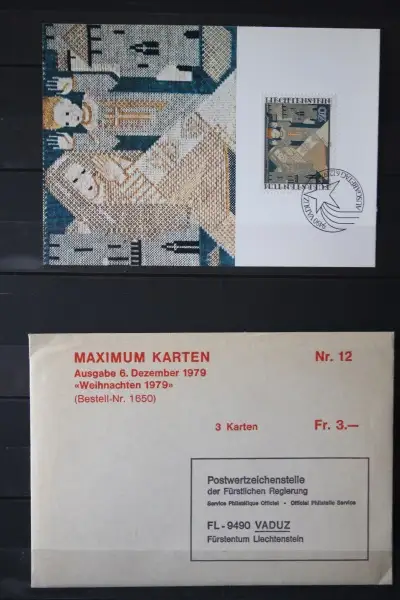 LIECHTENSTEIN
MAXIMUM KARTEN
Nr. 12
Ausgabe 6. Dezember 1979
«Weihnachten 1979»
(Bestell-Nr. 1650)
3 Karten
Fr. 3.—
Postwertzeichenstelle
der Fürstlichen Regierung
Service Philatélique Officiel - Official Philatelic Service
FL-9490 VADUZ
Fürstentum Liechtenstein